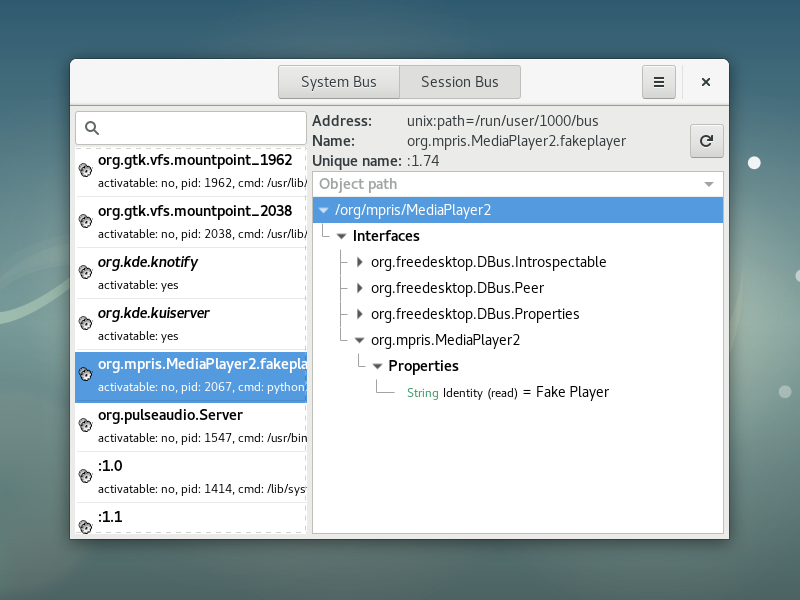 System Bus
Session Bus
org.gtk.vfs.mountpoint_1962
activatable: no, pid: 1962, cmd: /usr/lib/
org.gtk.vfs.mountpoint_2038
activatable: no, pid: 2038, cmd: /usr/lib/
org.kde.knotify
activatable: yes
org.kde.kuiserver
activatable: yes
org.mpris.MediaPlayer2.fakepla
activatable: no, pid: 2067, cmd: python
org.pulseaudio.Server
activatable: no, pid: 1547, cmd: /usr/bin
:1.0
activatable: no, pid: 1414, cmd: /lib/sys
:1.1
Address: unix:path=/run/user/1000/bus
Name: org.mpris.MediaPlayer2.fakeplayer
Unique name: :1.74
Object path
/org/mpris/MediaPlayer2
Interfaces
org.freedesktop.DBus.Introspectable
org.freedesktop.DBus.Peer
org.freedesktop.DBus.Properties
org.mpris.MediaPlayer2
Properties
String Identity (read) = Fake Player